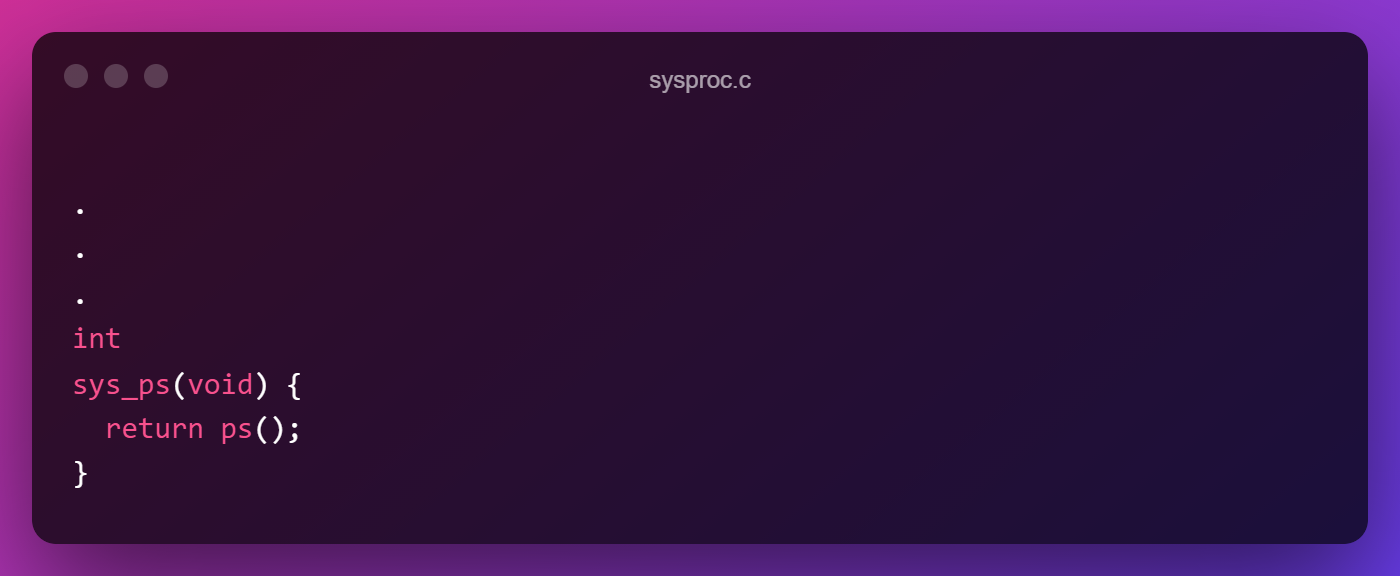 sysproc.c
.
.
.
int
sys_ps(void) {
  return ps();
}